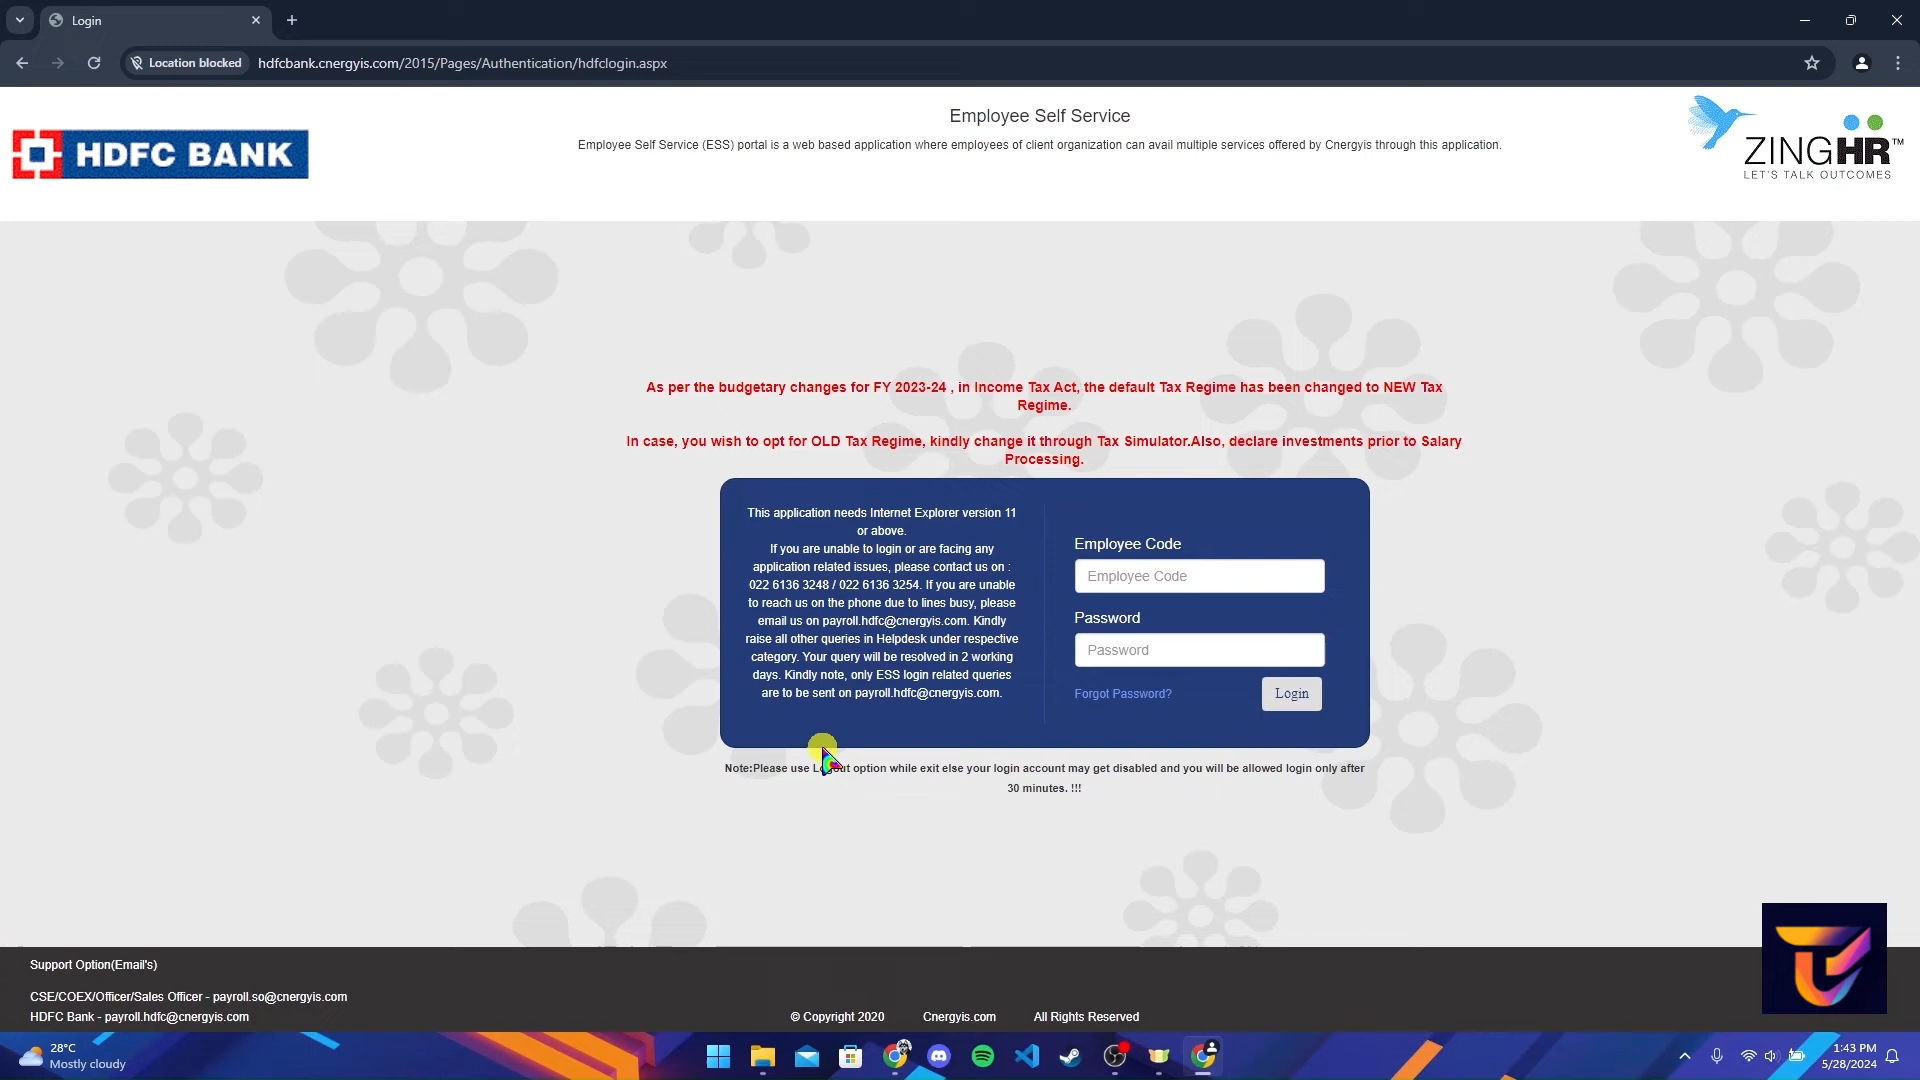 Login
Location blocked
hdfcbank.cnergyis.com/2015/Pages/Authentication/hdfclogin.aspx
HDFC BANK
Employee Self Service
Employee Self Service (ESS) portal is a web based application where employees of client organization can avail multiple services offered by Cnergyis through this application.
ZINGHR™
LET'S TALK OUTCOMES
As per the budgetary changes for FY 2023-24 , in Income Tax Act, the default Tax Regime has been changed to NEW Tax
Regime.
In case, you wish to opt for OLD Tax Regime, kindly change it through Tax Simulator.Also, declare investments prior to Salary
Processing.
This application needs Internet Explorer version 11
or above.
If you are unable to login or are facing any
application related issues, please contact us on :
022 6136 3248 / 022 6136 3254. If you are unable
to reach us on the phone due to lines busy, please
email us on payroll.hdfc@cnergyis.com. Kindly
raise all other queries in Helpdesk under respective
category. Your query will be resolved in 2 working
days. Kindly note, only ESS login related queries
are to be sent on payroll.hdfc@cnergyis.com.
Employee Code
Employee Code
Password
Password
Forgot Password?
Login
Note:Please use Logout option while exit else your login account may get disabled and you will be allowed login only after
30 minutes. !!!
Support Option(Email's)
CSE/COEX/Officer/Sales Officer - payroll.so@cnergyis.com
HDFC Bank - payroll.hdfc@cnergyis.com
© Copyright 2020 Cnergyis.com All Rights Reserved
28°C
Mostly cloudy
1:43 PM
5/28/2024